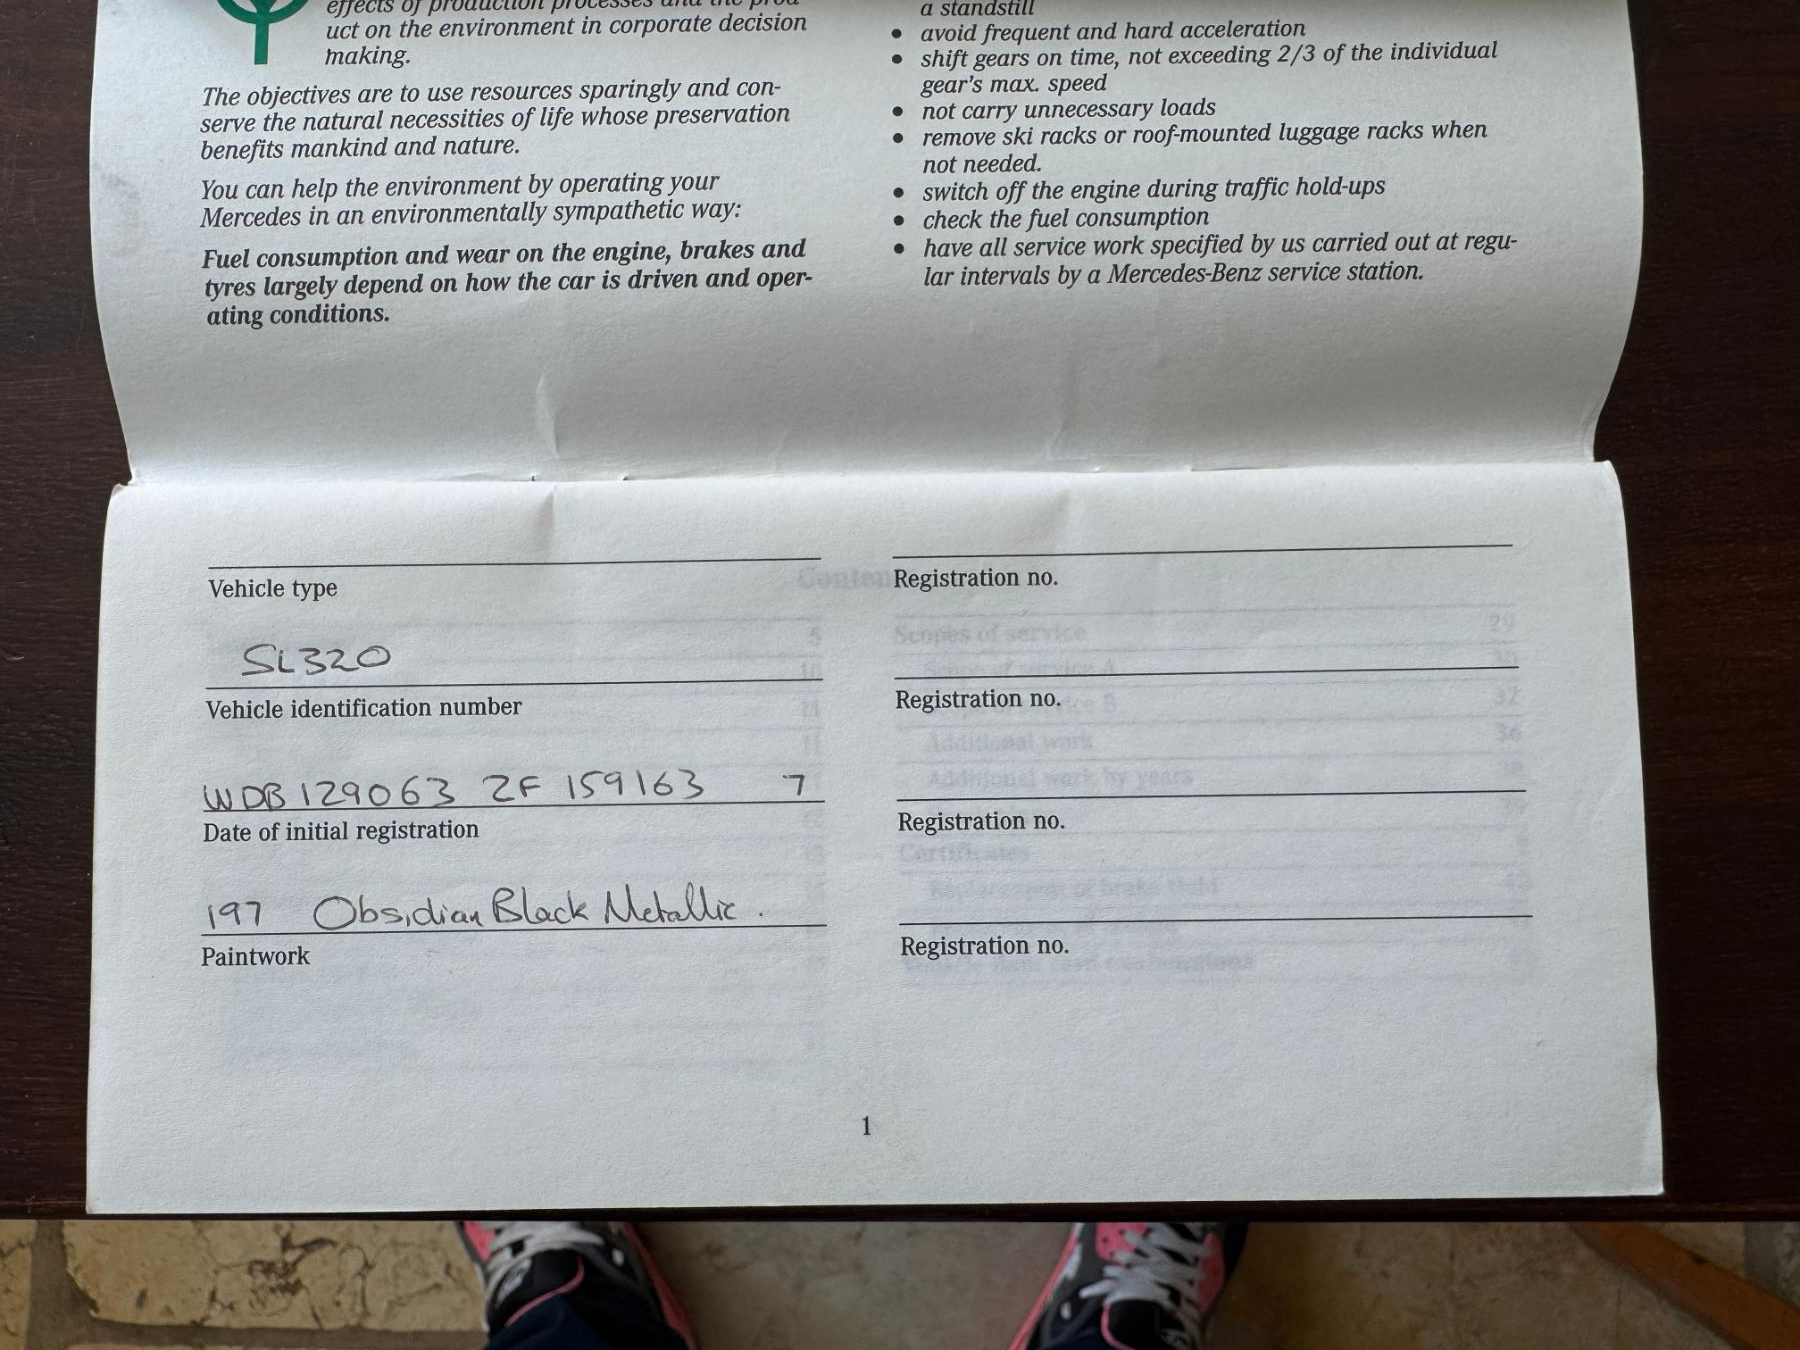 effects of production processes and the prod-
uct on the environment in corporate decision
making.
The objectives are to use resources sparingly and con-
serve the natural necessities of life whose preservation
benefits mankind and nature.
You can help the environment by operating your
Mercedes in an environmentally sympathetic way:
Fuel consumption and wear on the engine, brakes and
tyres largely depend on how the car is driven and oper-
ating conditions.
a standstill
• avoid frequent and hard acceleration
• shift gears on time, not exceeding 2/3 of the individual
gear's max. speed
• not carry unnecessary loads
• remove ski racks or roof-mounted luggage racks when
not needed.
• switch off the engine during traffic hold-ups
• check the fuel consumption
• have all service work specified by us carried out at regu-
lar intervals by a Mercedes-Benz service station.
Vehicle type
SL320
Vehicle identification number
WDB129063 2F 159163 7
Date of initial registration
197 Obsidian Black Metallic.
Paintwork
Registration no.
Registration no.
Registration no.
Registration no.
1